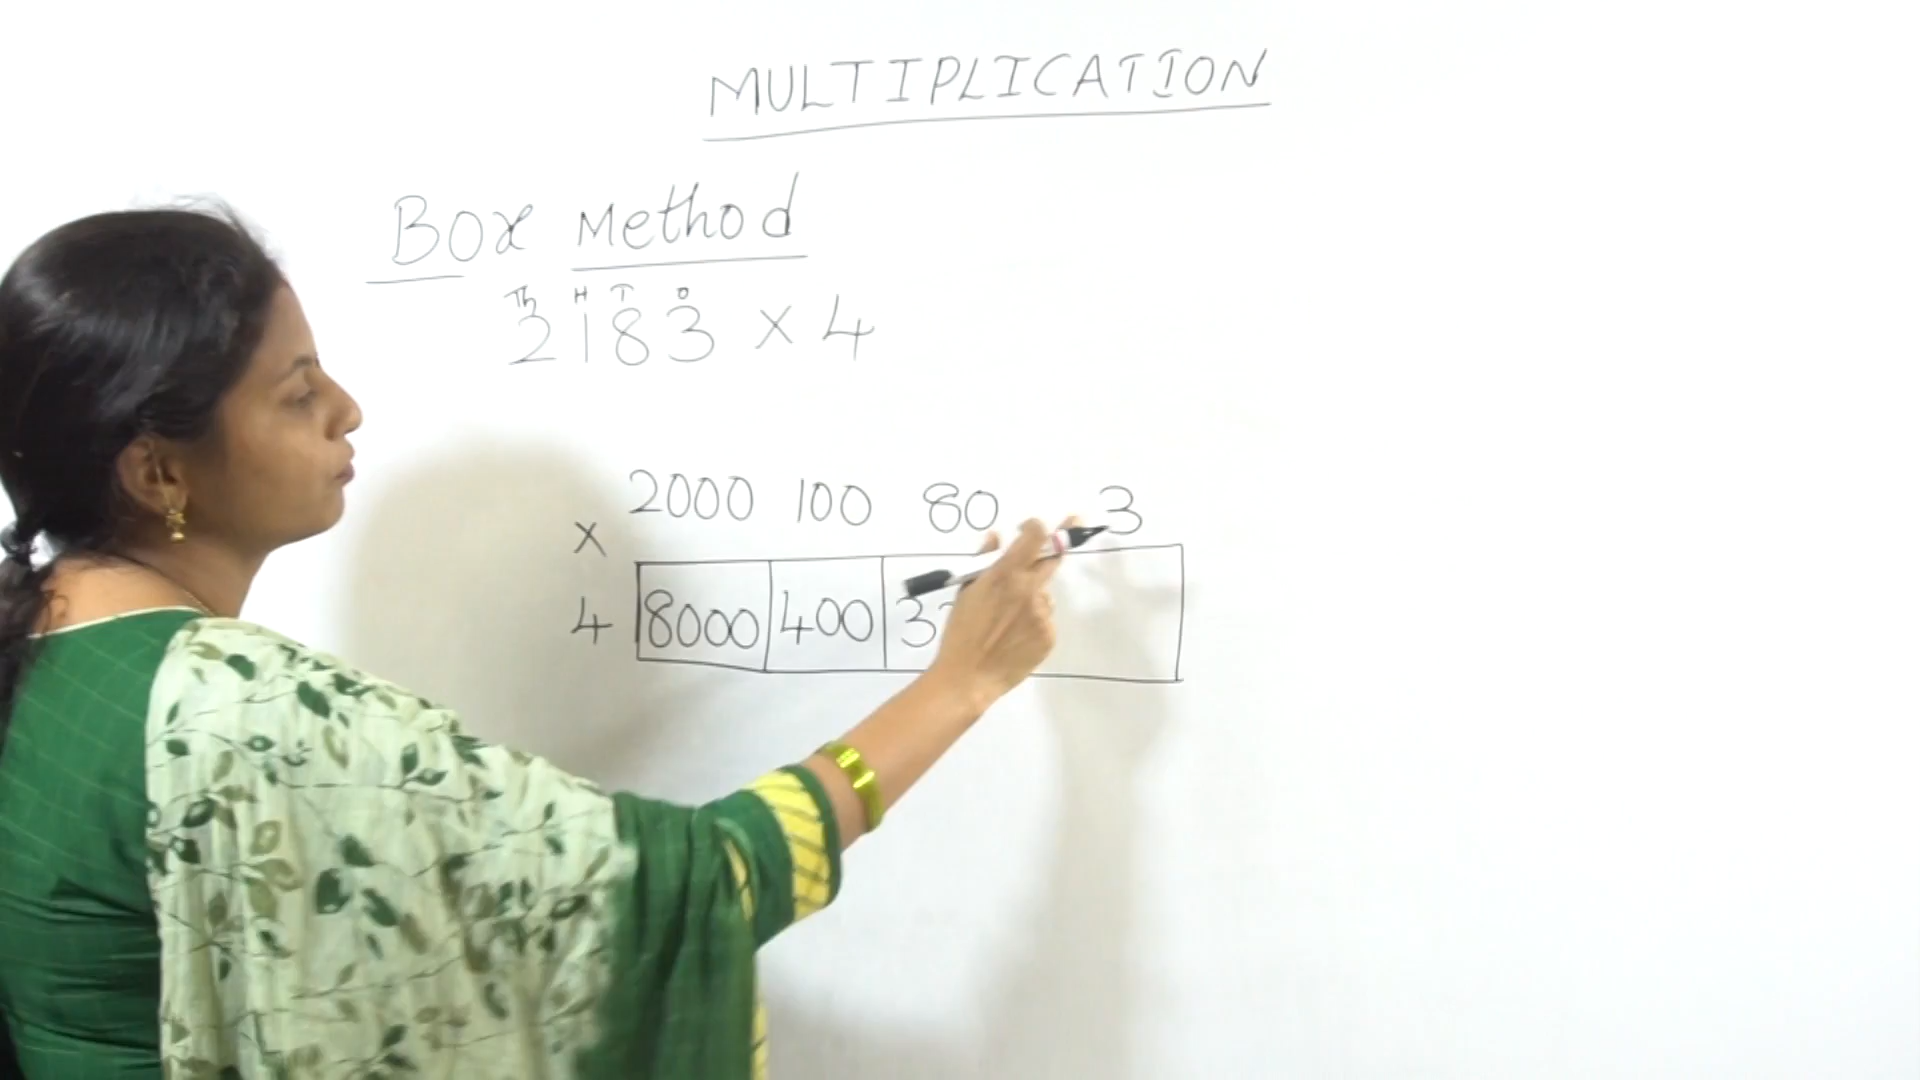 MULTIPLICATION
Box Method
Th H T O
2183 × 4
2000 100 80 3
×
4 8000 400